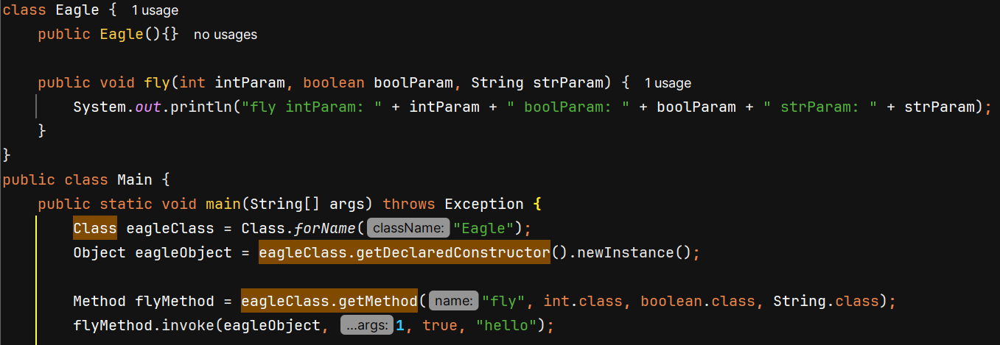 class Eagle {  1 usage
    public Eagle(){}  no usages

    public void fly(int intParam, boolean boolParam, String strParam) {  1 usage
        System.out.println("fly intParam: " + intParam + " boolParam: " + boolParam + " strParam: " + strParam);
    }
}
public class Main {
    public static void main(String[] args) throws Exception {
        Class eagleClass = Class.forName( className: "Eagle");
        Object eagleObject = eagleClass.getDeclaredConstructor().newInstance();

        Method flyMethod = eagleClass.getMethod( name: "fly", int.class, boolean.class, String.class);
        flyMethod.invoke(eagleObject, ...args: 1, true, "hello");